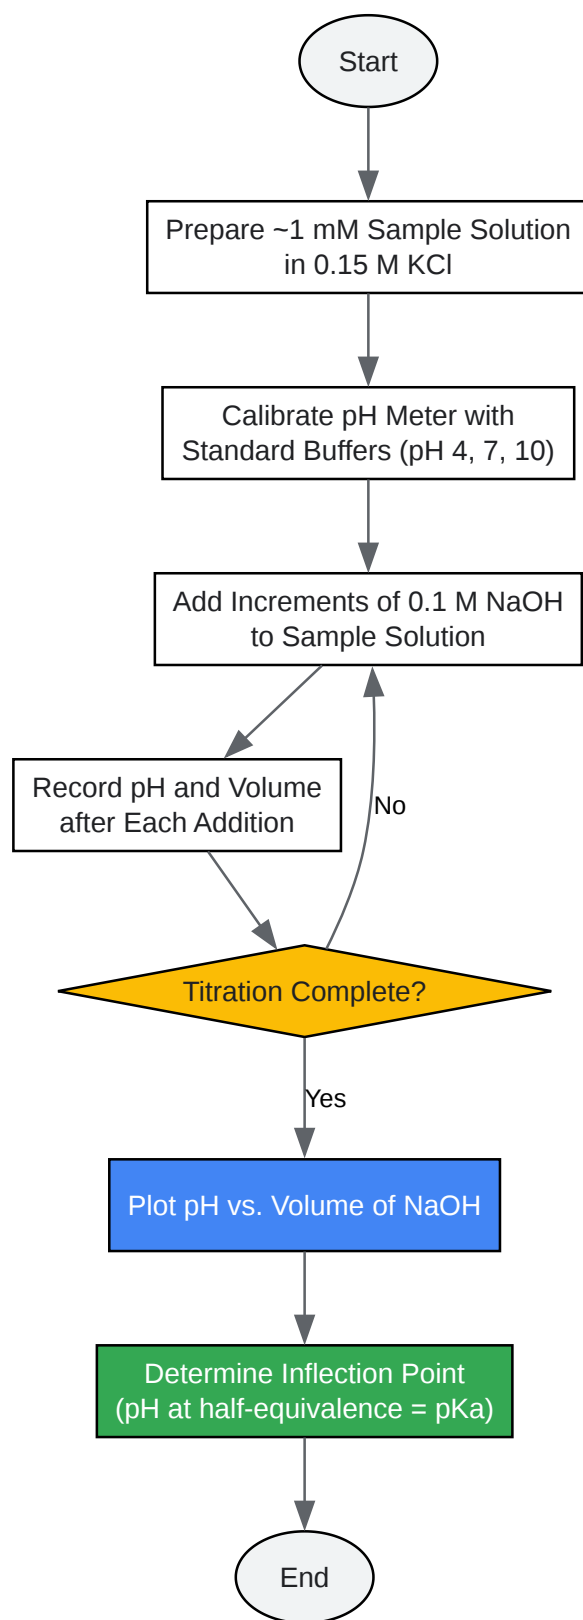 Start
Prepare ~1 mM Sample Solution
in 0.15 M KCl
Calibrate pH Meter with
Standard Buffers (pH 4, 7, 10)
Add Increments of 0.1 M NaOH
to Sample Solution
Record pH and Volume
after Each Addition
No
Titration Complete?
Yes
Plot pH vs. Volume of NaOH
Determine Inflection Point
(pH at half-equivalence = pKa)
End